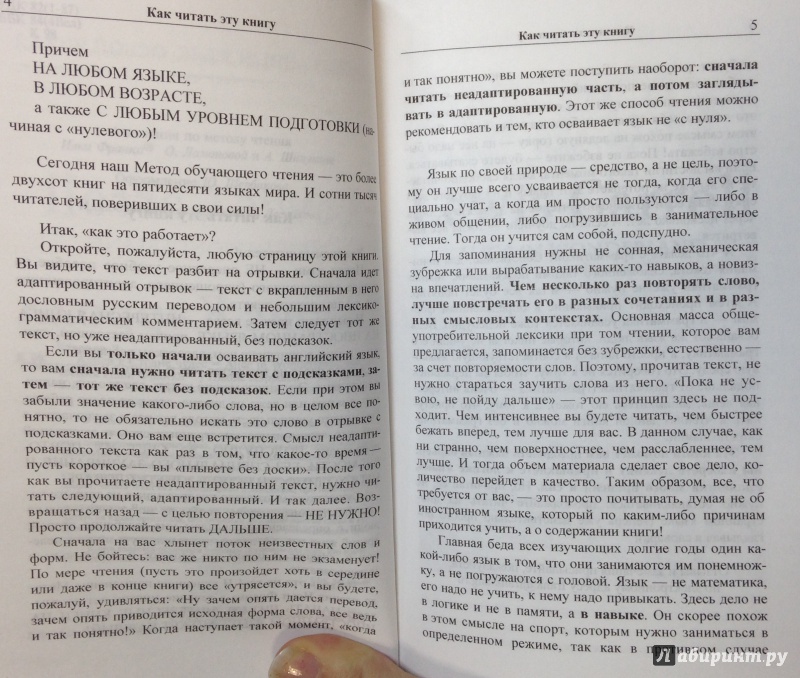 4
Как читать эту книгу
Причем
НА ЛЮБОМ ЯЗЫКЕ,
В ЛЮБОМ ВОЗРАСТЕ,
а также С ЛЮБЫМ УРОВНЕМ ПОДГОТОВКИ (на-
чиная с «нулевого»)!
Сегодня наш Метод обучающего чтения — это более
двухсот книг на пятидесяти языках мира. И сотни тысяч
читателей, поверивших в свои силы!
Итак, «как это работает»?
Откройте, пожалуйста, любую страницу этой книги.
Вы видите, что текст разбит на отрывки. Сначала идет
адаптированный отрывок — текст с вкрапленным в него
дословным русским переводом и небольшим лексико-
грамматическим комментарием. Затем следует тот же
текст, но уже неадаптированный, без подсказок.
Если вы только начали осваивать английский язык,
то вам сначала нужно читать текст с подсказками, за-
тем — тот же текст без подсказок. Если при этом вы
забыли значение какого-либо слова, но в целом все по-
нятно, то не обязательно искать это слово в отрывке с
подсказками. Оно вам еще встретится. Смысл неадапти-
рованного текста как раз в том, что какое-то время —
пусть короткое — вы «плывете без доски». После того
как вы прочитаете неадаптированный текст, нужно чи-
тать следующий, адаптированный. И так далее. Воз-
вращаться назад — с целью повторения — НЕ НУЖНО!
Просто продолжайте читать ДАЛЬШЕ.
Сначала на вас хлынет поток неизвестных слов и
форм. Не бойтесь: вас же никто по ним не экзаменует!
По мере чтения (пусть это произойдет хоть в середине
или даже в конце книги) все «утрясется», и вы будете,
пожалуй, удивляться: «Ну зачем опять дается перевод,
зачем опять приводится исходная форма слова, все ведь
и так понятно!» Когда наступает такой момент, «когда
Как читать эту книгу
5
и так понятно», вы можете поступить наоборот: сначала
читать неадаптированную часть, а потом загляды-
вать в адаптированную. Этот же способ чтения можно
рекомендовать и тем, кто осваивает язык не «с нуля».
Язык по своей природе — средство, а не цель, поэто-
му он лучше всего усваивается не тогда, когда его спе-
циально учат, а когда им просто пользуются — либо в
живом общении, либо погрузившись в занимательное
чтение. Тогда он учится сам собой, подспудно.
Для запоминания нужны не сонная, механическая
зубрежка или вырабатывание каких-то навыков, а новиз-
на впечатлений. Чем несколько раз повторять слово,
лучше повстречать его в разных сочетаниях и в раз-
ных смысловых контекстах. Основная масса обще-
употребительной лексики при том чтении, которое вам
предлагается, запоминается без зубрежки, естественно —
за счет повторяемости слов. Поэтому, прочитав текст, не
нужно стараться заучить слова из него. «Пока не ус-
вою, не пойду дальше» — этот принцип здесь не под-
ходит. Чем интенсивнее вы будете читать, чем быстрее
бежать вперед, тем лучше для вас. В данном случае, как
ни странно, чем поверхностнее, чем расслабленнее, тем
лучше. И тогда объем материала сделает свое дело, ко-
личество перейдет в качество. Таким образом, все, что
требуется от вас, — это просто почитывать, думая не об
иностранном языке, который по каким-либо причинам
приходится учить, а о содержании книги!
Главная беда всех изучающих долгие годы один ка-
кой-либо язык в том, что они занимаются им понемнож-
ку, а не погружаются с головой. Язык — не математика,
его надо не учить, к нему надо привыкать. Здесь дело не
в логике и не в памяти, а в навыке. Он скорее похож
в этом смысле на спорт, которым нужно заниматься в
определенном режиме, так как в противном случае
Лабиринт.ру